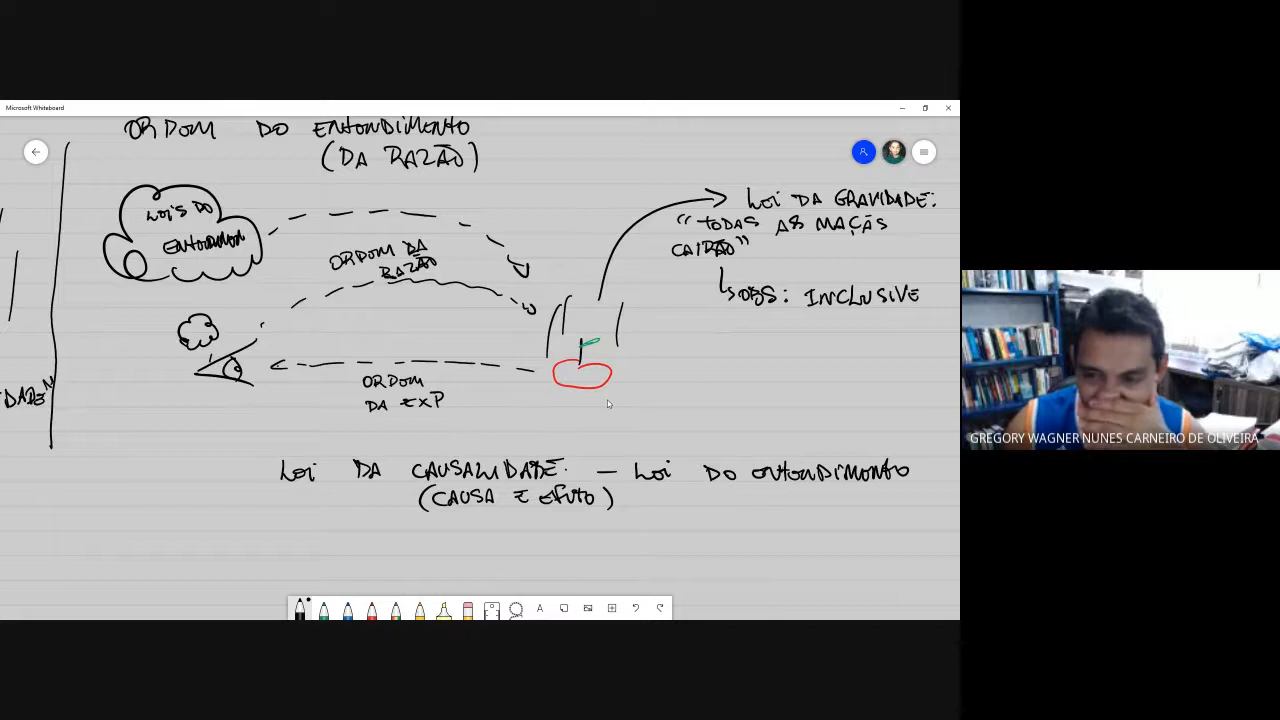 Microsoft Whiteboard
ORDEM DO ENTENDIMENTO
(DA RAZÃO)
LEIS DO
LEI DA GRAVIDADE:
"TODAS AS MAÇÃS
CAIRÃO"
ORDEM DA
RAZÃO
OBS: INCLUSIVE
ORDEM
DA EXP
DADE"
GREGORY WAGNER NUNES CARNEIRO DE OLIVEIRA
LEI DA CAUSALIDADE. — LEI DO ENTENDIMENTO
(CAUSA E EFEITO)
A